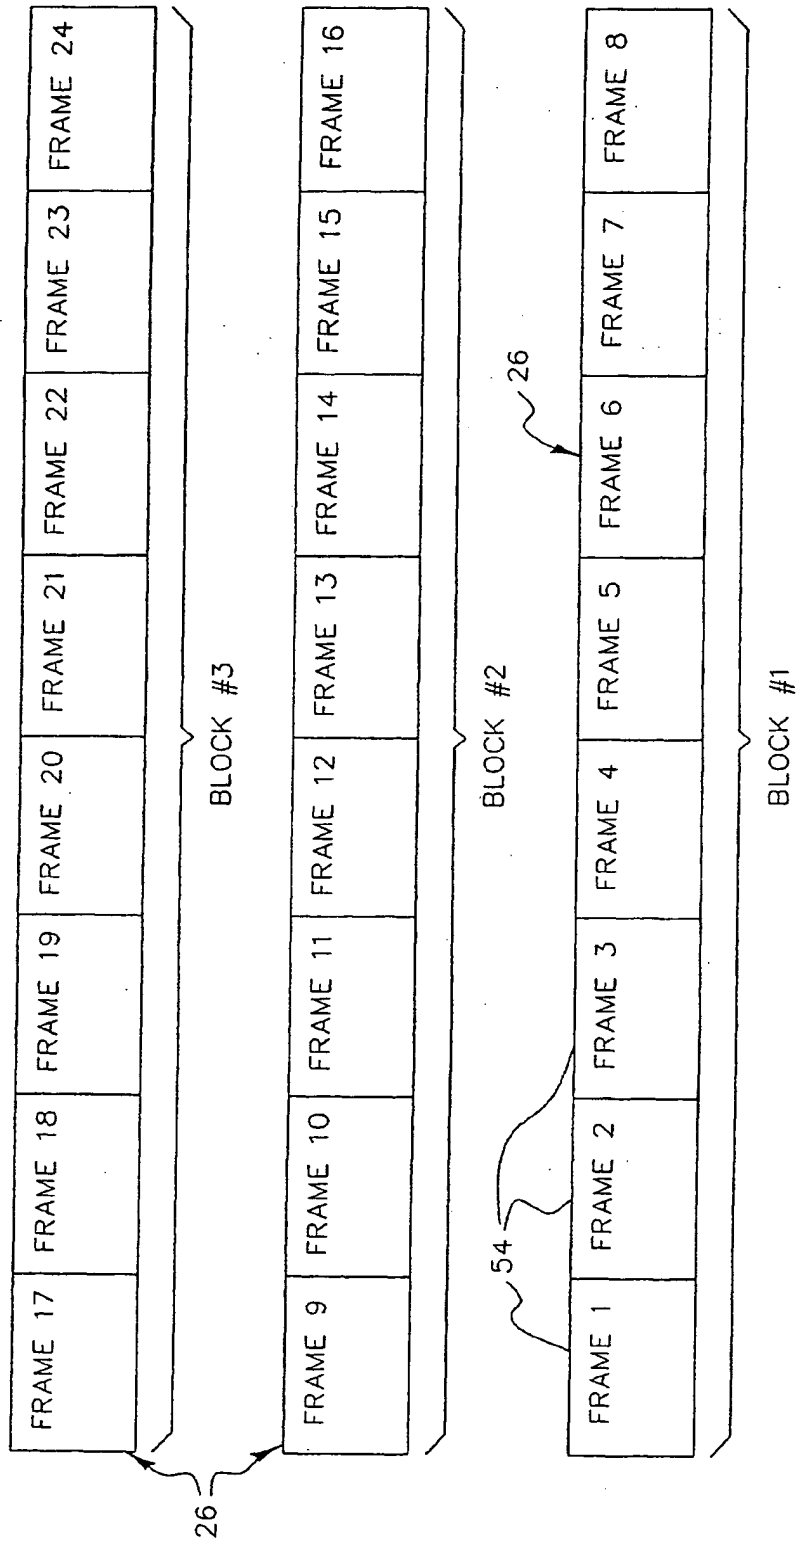 FRAME 17 FRAME 18 FRAME 19 FRAME 20 FRAME 21 FRAME 22 FRAME 23 FRAME 24
26
BLOCK #3
FRAME 9 FRAME 10 FRAME 11 FRAME 12 FRAME 13 FRAME 14 FRAME 15 FRAME 16
BLOCK #2
54
26
FRAME 1 FRAME 2 FRAME 3 FRAME 4 FRAME 5 FRAME 6 FRAME 7 FRAME 8
BLOCK #1